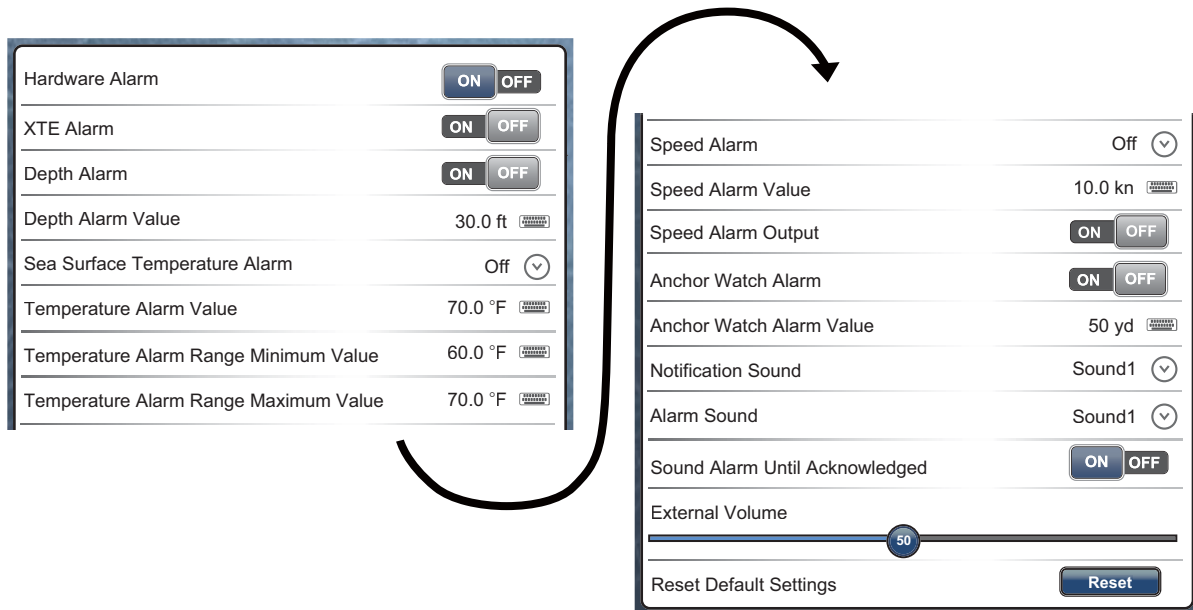 Hardware Alarm ON OFF
XTE Alarm ON OFF
Depth Alarm ON OFF
Depth Alarm Value 30.0 ft
Sea Surface Temperature Alarm Off
Temperature Alarm Value 70.0 °F
Temperature Alarm Range Minimum Value 60.0 °F
Temperature Alarm Range Maximum Value 70.0 °F
Speed Alarm Off
Speed Alarm Value 10.0 kn
Speed Alarm Output ON OFF
Anchor Watch Alarm ON OFF
Anchor Watch Alarm Value 50 yd
Notification Sound Sound1
Alarm Sound Sound1
Sound Alarm Until Acknowledged ON OFF
External Volume
50
Reset Default Settings Reset